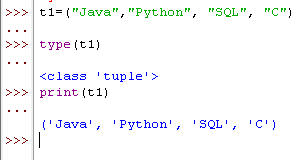 >>> t1=("Java","Python", "SQL", "C")
...
>>> type(t1)
...
<class 'tuple'>
>>> print(t1)
...
('Java', 'Python', 'SQL', 'C')
>>>